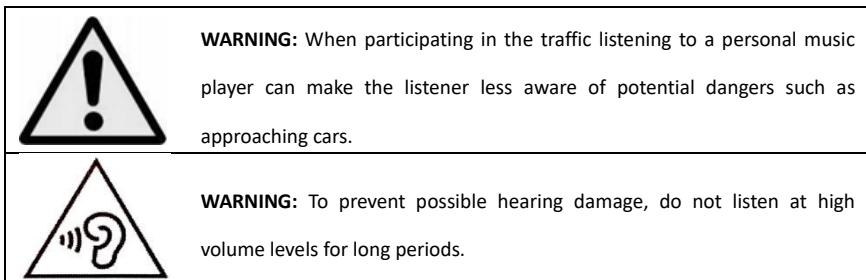 WARNING: When participating in the traffic listening to a personal music
player can make the listener less aware of potential dangers such as
approaching cars.
WARNING: To prevent possible hearing damage, do not listen at high
volume levels for long periods.